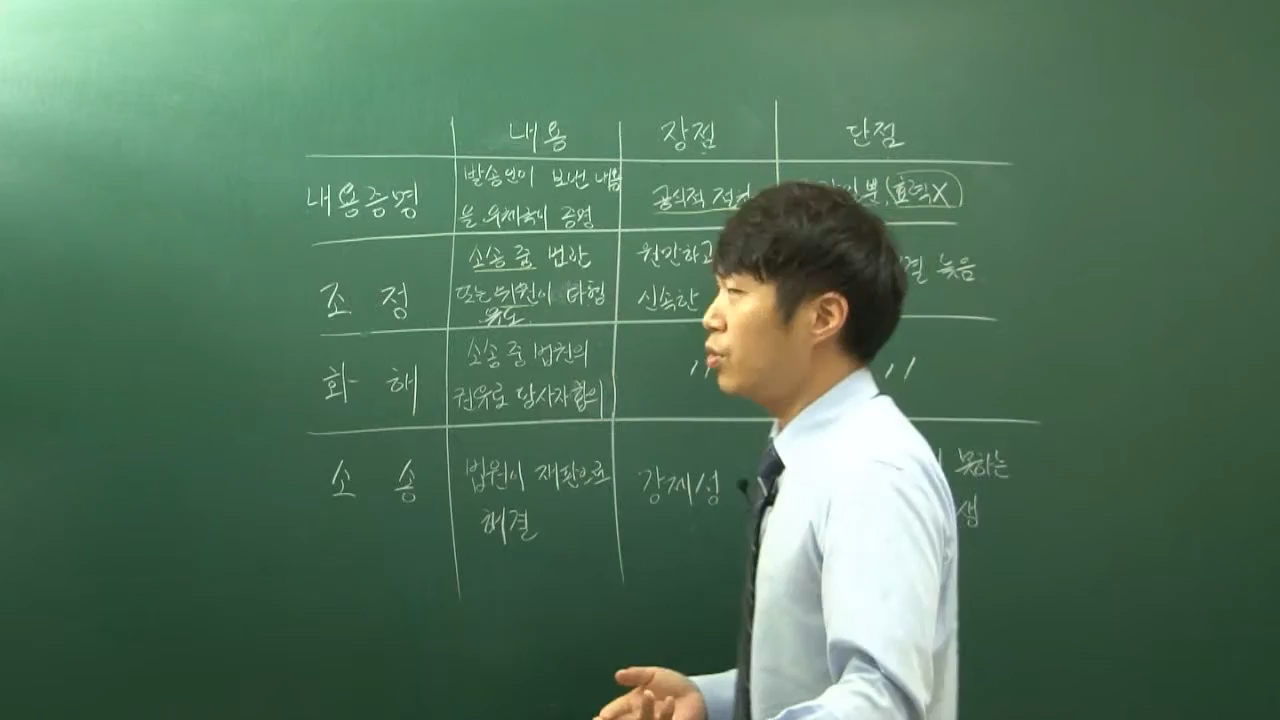 내용 장점 단점
내용증명
발송인이 보낸 내용
을 우체국이 증명
공식적
효력X
조 정
소송 중 법관
또는 위원이 타협
유도
원만하고
신속한
높음
화 해
소송 중 법원의
권유로 당사자합의
〃 〃
소 송
법원이 재판으로
해결
강제성
못하는